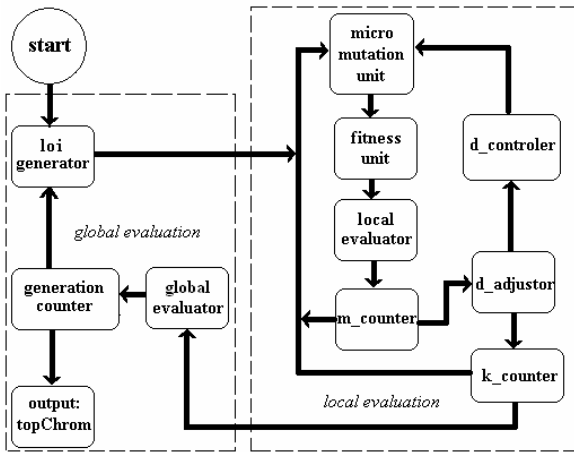 start
loi
generator
global evaluation
generation
counter
global
evaluator
output:
topChrom
micro
mutation
unit
fitness
unit
local
evaluator
m_counter
d_controler
d_adjustor
k_counter
local evaluation